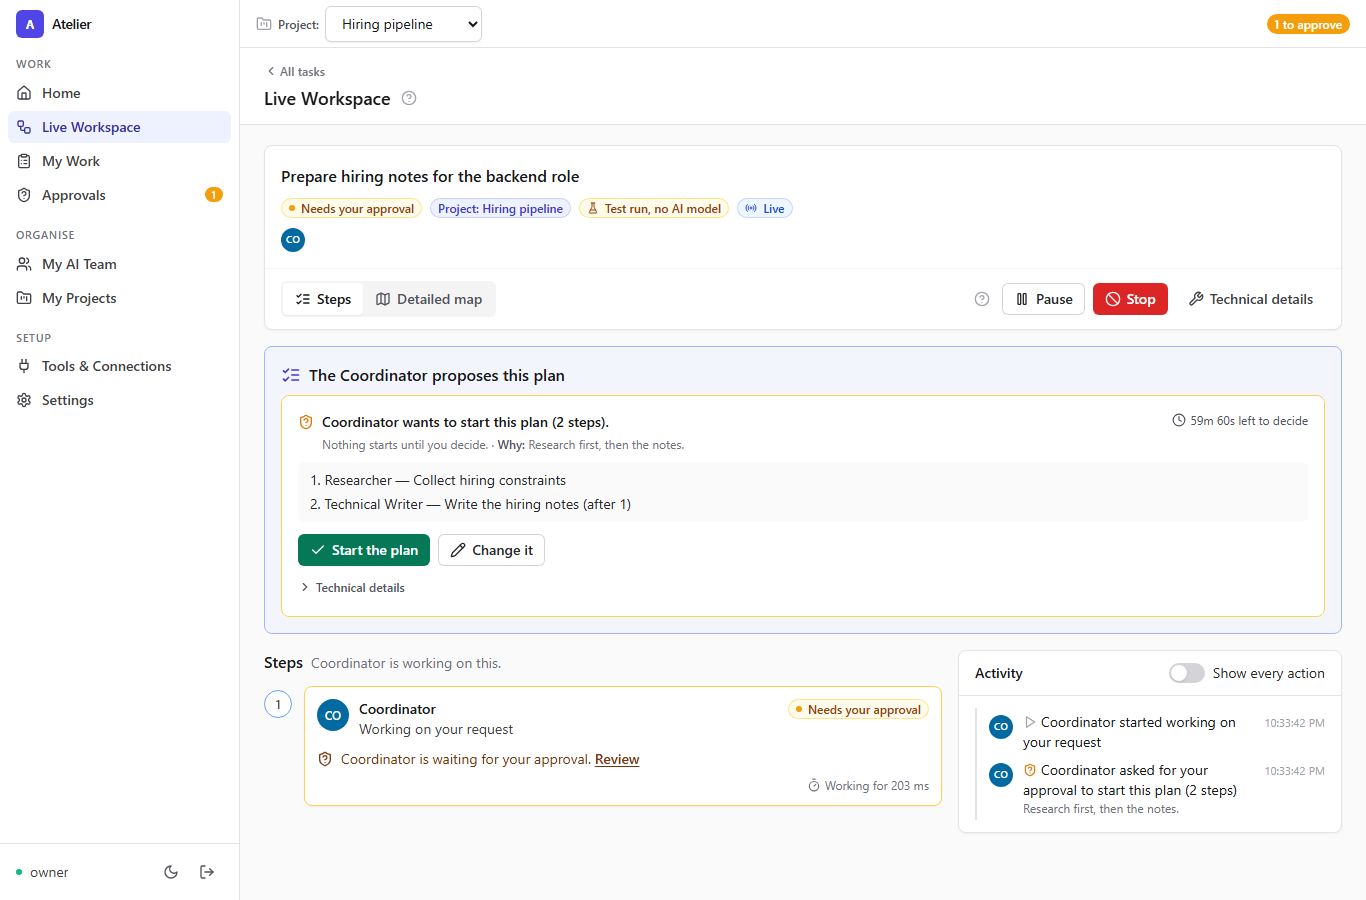 A Atelier
WORK
Home
Live Workspace
My Work
Approvals 1
ORGANISE
My AI Team
My Projects
SETUP
Tools & Connections
Settings
owner
Project: Hiring pipeline
1 to approve
All tasks
Live Workspace
Prepare hiring notes for the backend role
Needs your approval Project: Hiring pipeline Test run, no AI model Live
CO
Steps Detailed map Pause Stop Technical details
The Coordinator proposes this plan
Coordinator wants to start this plan (2 steps). 59m 60s left to decide
Nothing starts until you decide. · Why: Research first, then the notes.
1. Researcher — Collect hiring constraints
2. Technical Writer — Write the hiring notes (after 1)
Start the plan Change it
Technical details
Steps Coordinator is working on this.
1
CO Coordinator Needs your approval
Working on your request
Coordinator is waiting for your approval. Review
Working for 203 ms
Activity Show every action
CO Coordinator started working on 10:33:42 PM
your request
CO Coordinator asked for your 10:33:42 PM
approval to start this plan (2 steps)
Research first, then the notes.